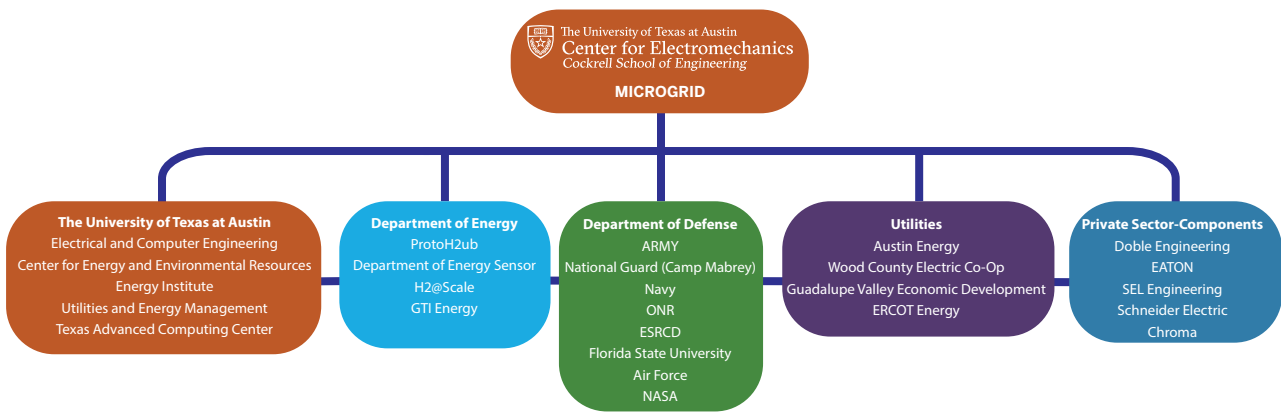 The University of Texas at Austin
Center for Electromechanics
Cockrell School of Engineering
MICROGRID
The University of Texas at Austin
Electrical and Computer Engineering
Center for Energy and Environmental Resources
Energy Institute
Utilities and Energy Management
Texas Advanced Computing Center
Department of Energy
ProtoH2ub
Department of Energy Sensor
H2@Scale
GTI Energy
Department of Defense
ARMY
National Guard (Camp Mabrey)
Navy
ONR
ESRCD
Florida State University
Air Force
NASA
Utilities
Austin Energy
Wood County Electric Co-Op
Guadalupe Valley Economic Development
ERCOT Energy
Private Sector-Components
Doble Engineering
EATON
SEL Engineering
Schneider Electric
Chroma